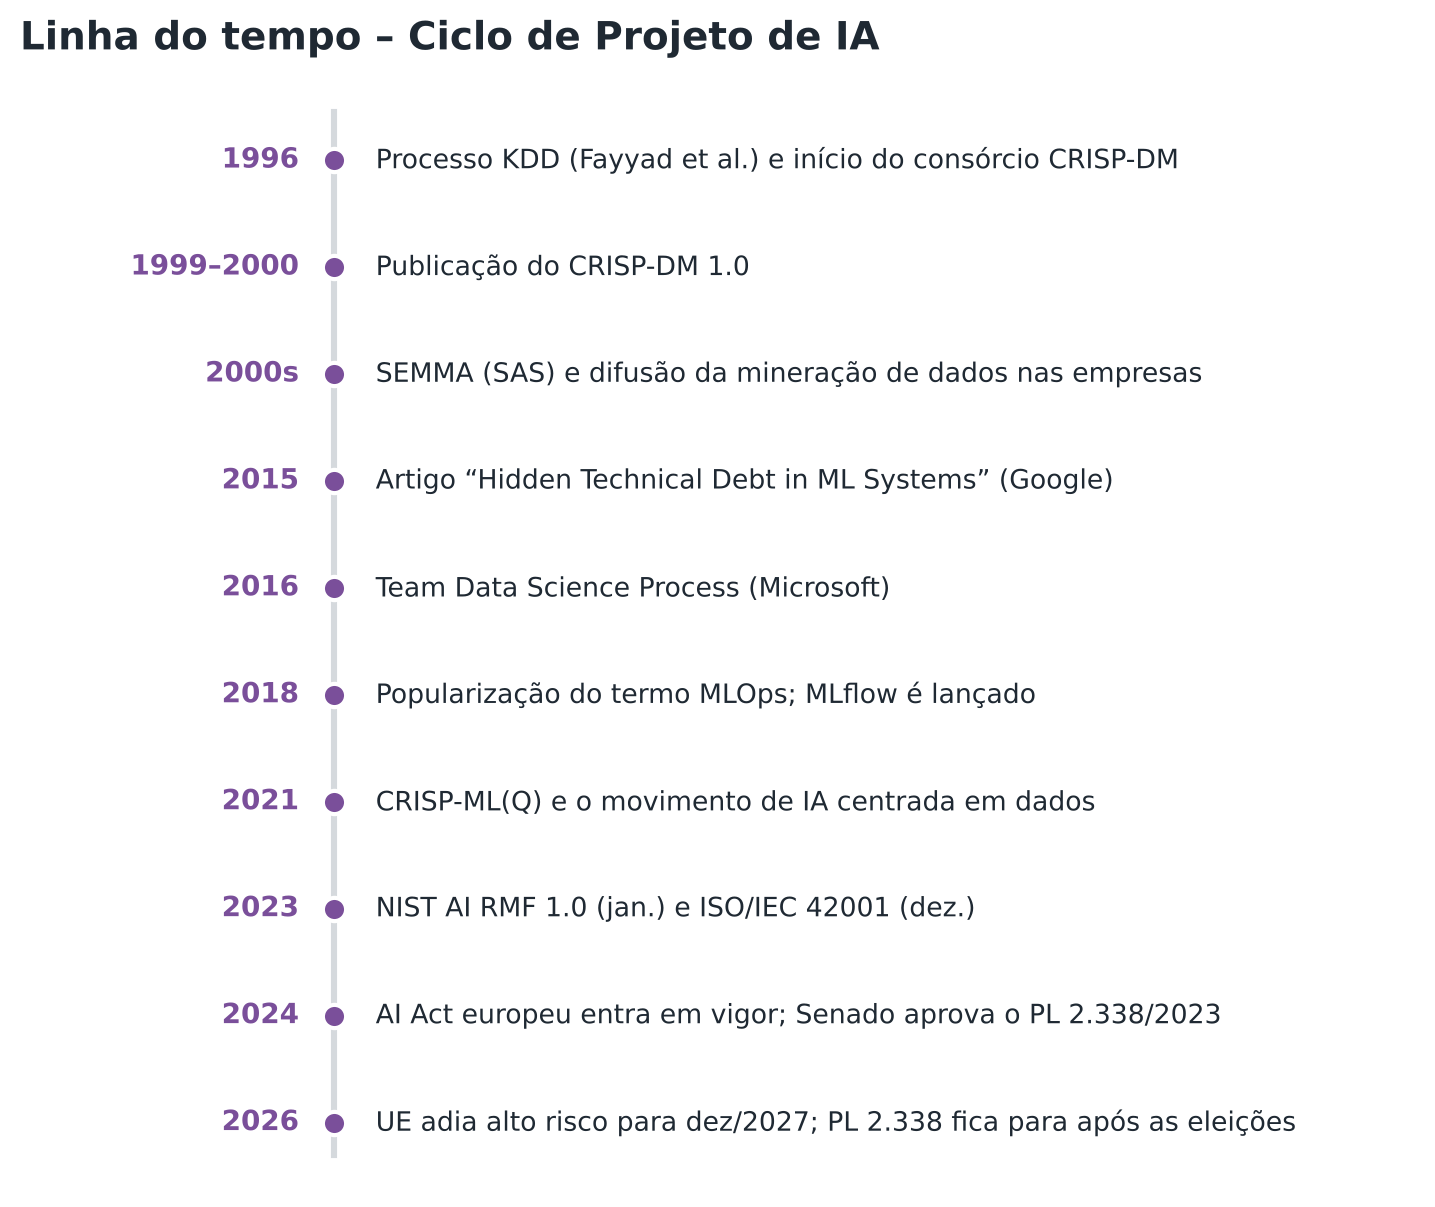 Linha do tempo – Ciclo de Projeto de IA
1996 Processo KDD (Fayyad et al.) e início do consórcio CRISP-DM
1999–2000 Publicação do CRISP-DM 1.0
2000s SEMMA (SAS) e difusão da mineração de dados nas empresas
2015 Artigo “Hidden Technical Debt in ML Systems” (Google)
2016 Team Data Science Process (Microsoft)
2018 Popularização do termo MLOps; MLflow é lançado
2021 CRISP-ML(Q) e o movimento de IA centrada em dados
2023 NIST AI RMF 1.0 (jan.) e ISO/IEC 42001 (dez.)
2024 AI Act europeu entra em vigor; Senado aprova o PL 2.338/2023
2026 UE adia alto risco para dez/2027; PL 2.338 fica para após as eleições